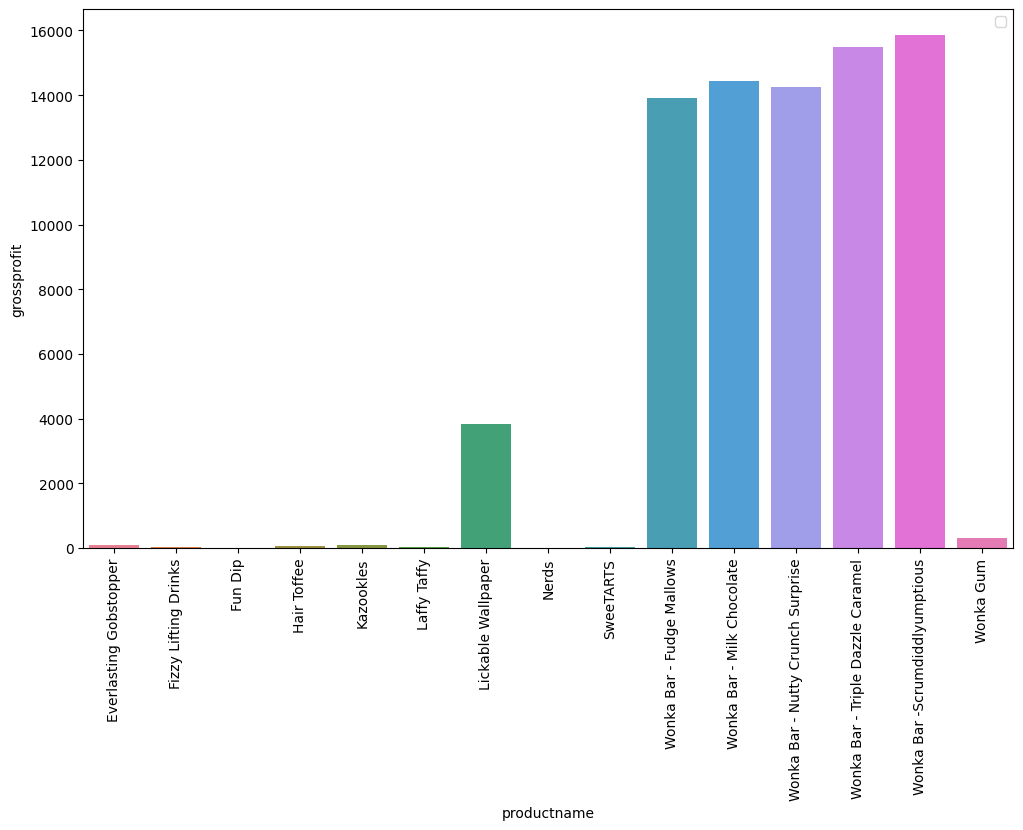 16000
14000
12000
10000
8000
6000
4000
2000
0
grossprofit
Everlasting Gobstopper
Fizzy Lifting Drinks
Fun Dip
Hair Toffee
Kazookles
Laffy Taffy
Lickable Wallpaper
Nerds
SweeTARTS
Wonka Bar - Fudge Mallows
Wonka Bar - Milk Chocolate
Wonka Bar - Nutty Crunch Surprise
Wonka Bar - Triple Dazzle Caramel
Wonka Bar -Scrumdiddlyumptious
Wonka Gum
productname